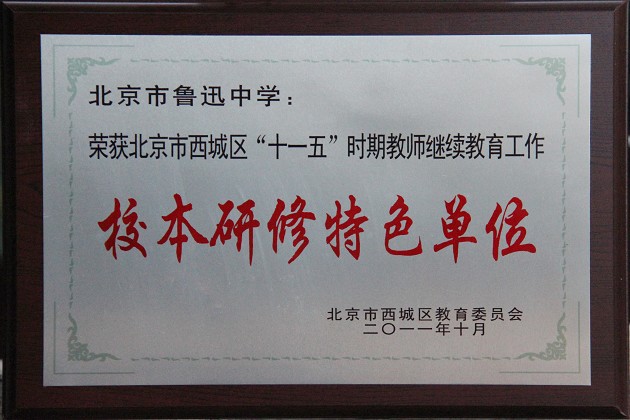 北京市鲁迅中学：
荣获北京市西城区“十一五”时期教师继续教育工作
校本研修特色单位
北京市西城区教育委员会
二〇一一年十月